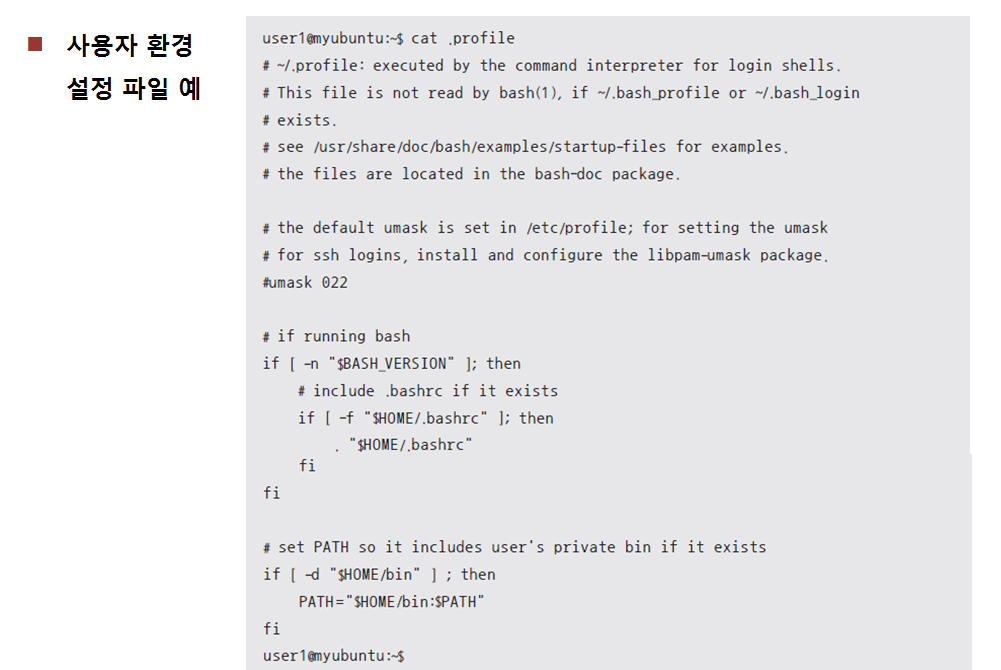 사용자 환경
설정 파일 예
user1@myubuntu:~$ cat .profile
# ~/.profile: executed by the command interpreter for login shells.
# This file is not read by bash(1), if ~/.bash_profile or ~/.bash_login
# exists.
# see /usr/share/doc/bash/examples/startup-files for examples.
# the files are located in the bash-doc package.
# the default umask is set in /etc/profile; for setting the umask
# for ssh logins, install and configure the libpam-umask package.
#umask 022
# if running bash
if [ -n "$BASH_VERSION" ]; then
# include .bashrc if it exists
if [ -f "$HOME/.bashrc" ]; then
. "$HOME/.bashrc"
fi
fi
# set PATH so it includes user's private bin if it exists
if [ -d "$HOME/bin" ] ; then
PATH="$HOME/bin:$PATH"
fi
user1@myubuntu:~$